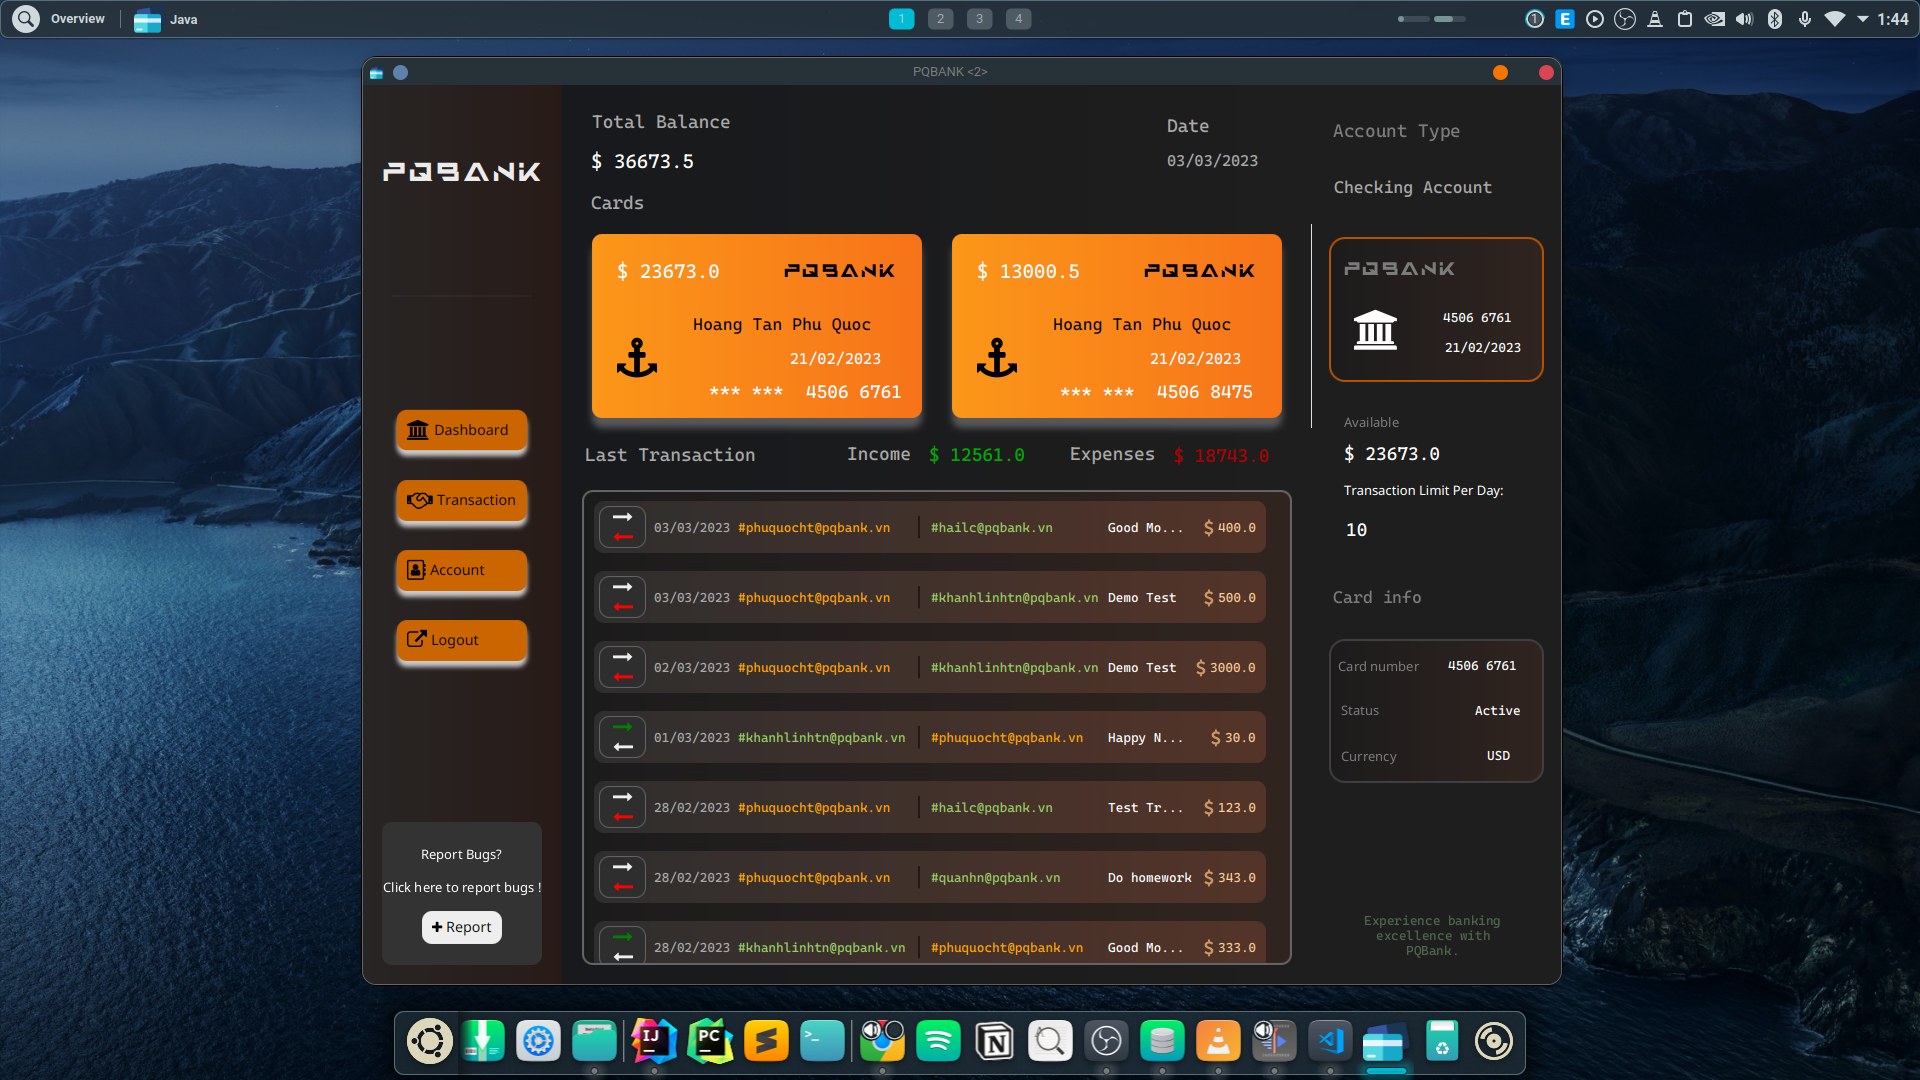 Overview
Java
1
2
3
4
1
E
1:44
PQBANK <2>
PQBANK
Dashboard
Transaction
Account
Logout
Report Bugs?
Click here to report bugs !
Report
Total Balance
$ 36673.5
Date
03/03/2023
Cards
$ 23673.0
PQBANK
Hoang Tan Phu Quoc
21/02/2023
*** *** 4506 6761
$ 13000.5
PQBANK
Hoang Tan Phu Quoc
21/02/2023
*** *** 4506 8475
Last Transaction
Income $ 12561.0
Expenses $ 18743.0
03/03/2023 #phuquocht@pqbank.vn #hailc@pqbank.vn Good Mo... $ 400.0
03/03/2023 #phuquocht@pqbank.vn #khanhlinhtn@pqbank.vn Demo Test $ 500.0
02/03/2023 #phuquocht@pqbank.vn #khanhlinhtn@pqbank.vn Demo Test $ 3000.0
01/03/2023 #khanhlinhtn@pqbank.vn #phuquocht@pqbank.vn Happy N... $ 30.0
28/02/2023 #phuquocht@pqbank.vn #hailc@pqbank.vn Test Tr... $ 123.0
28/02/2023 #phuquocht@pqbank.vn #quanhn@pqbank.vn Do homework $ 343.0
28/02/2023 #khanhlinhtn@pqbank.vn #phuquocht@pqbank.vn Good Mo... $ 333.0
Account Type
Checking Account
PQBANK
4506 6761
21/02/2023
Available
$ 23673.0
Transaction Limit Per Day:
10
Card info
Card number 4506 6761
Status Active
Currency USD
Experience banking
excellence with
PQBank.
IJ
PC
>_
N